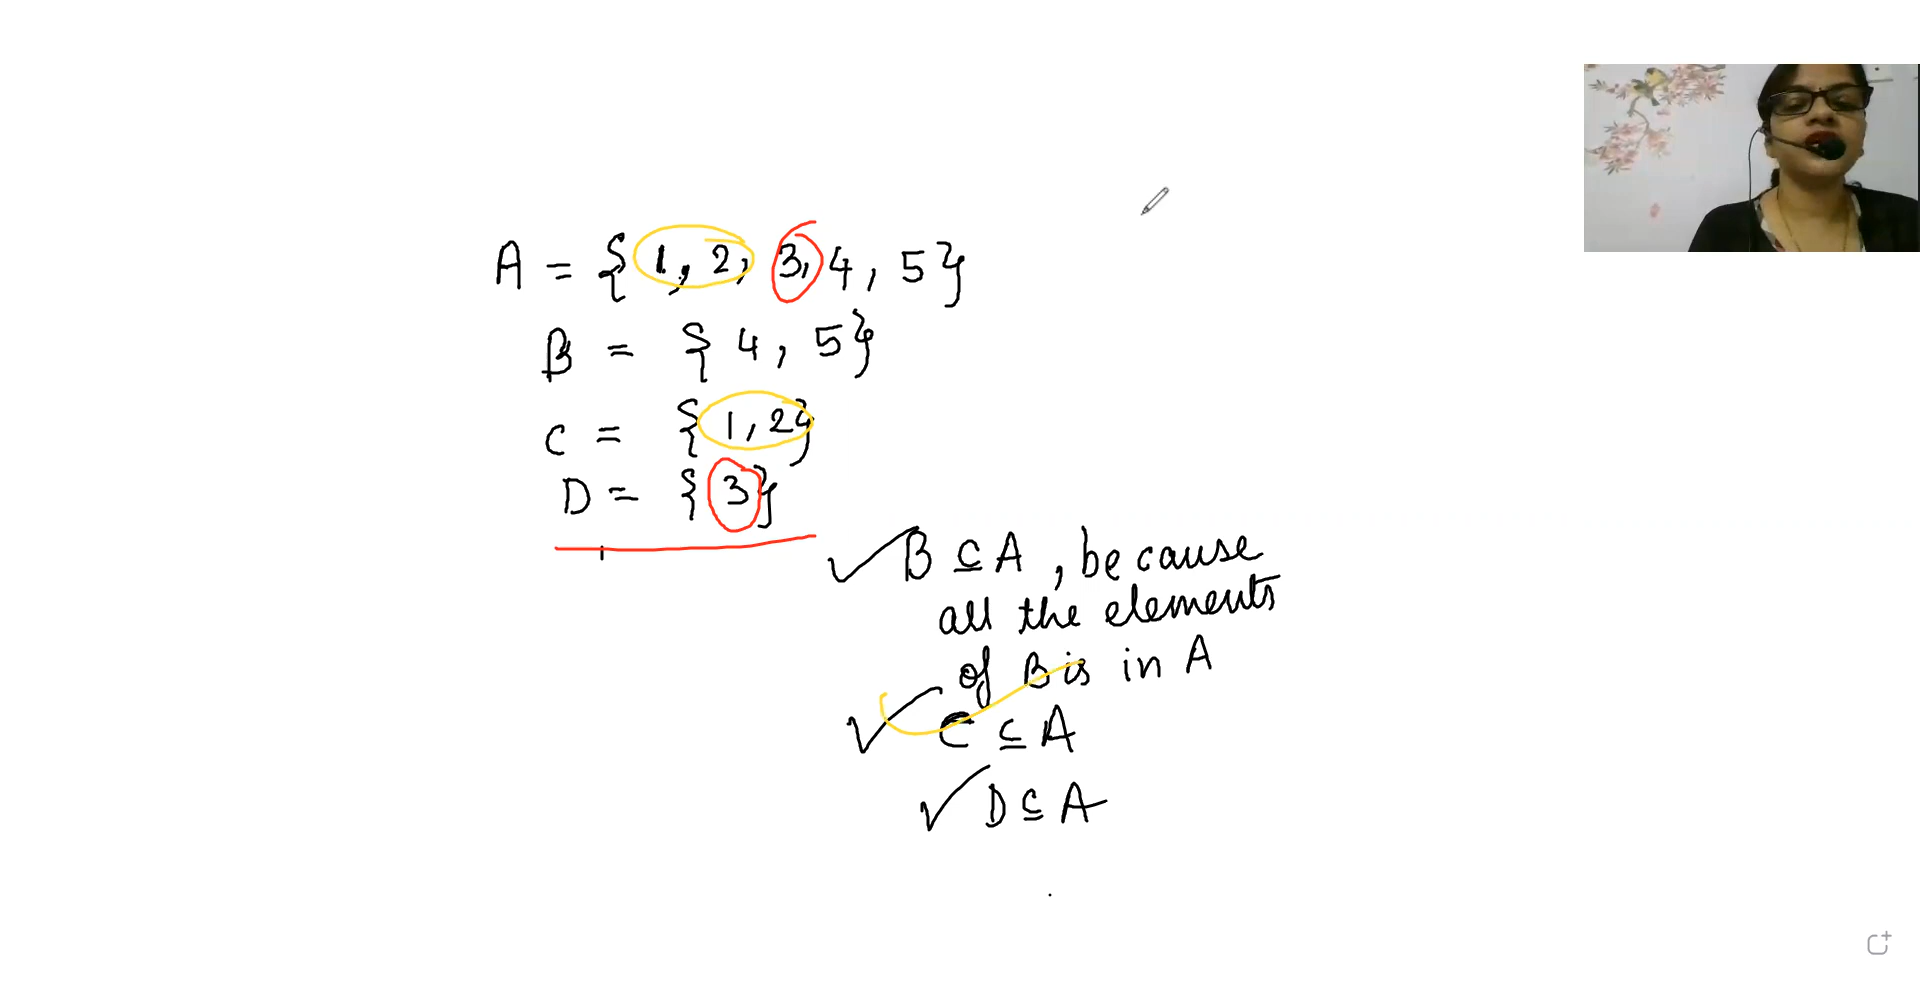 A = { 1, 2, 3, 4, 5}
B = { 4, 5}
C = { 1, 2}
D = { 3}
B ⊆ A, because
all the elements
of B is in A
C ⊆ A
D ⊆ A